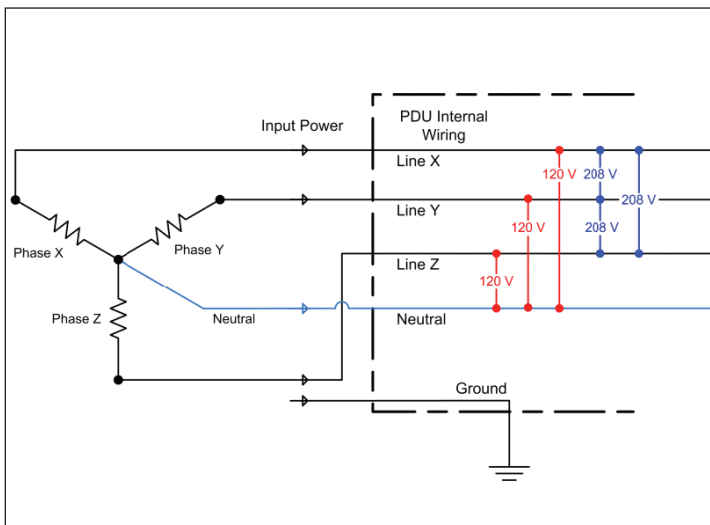 Input Power
PDU Internal
Wiring
Line X
120 V
208 V
208 V
Line Y
120 V
208 V
Phase X
Phase Y
Line Z
120 V
Phase Z
Neutral
Neutral
Ground